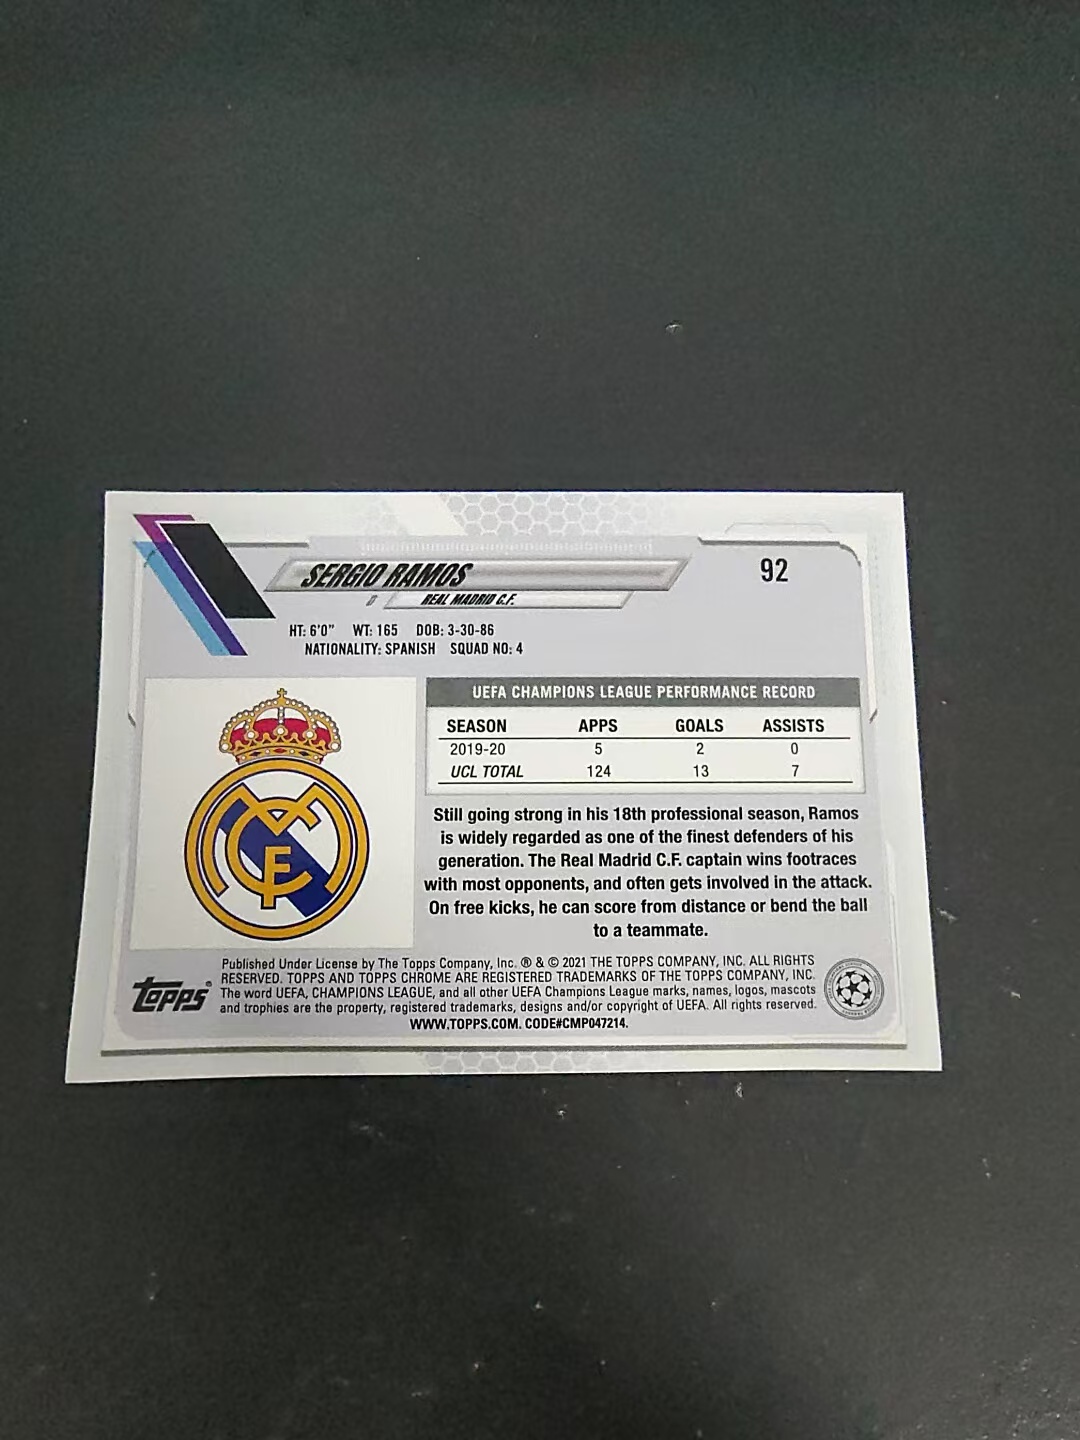 SERGIO RAMOS
92
D REAL MADRID C.F.
HT: 6'0" WT: 165 DOB: 3-30-86
NATIONALITY: SPANISH SQUAD NO: 4
UEFA CHAMPIONS LEAGUE PERFORMANCE RECORD
SEASON APPS GOALS ASSISTS
2019-20 5 2 0
UCL TOTAL 124 13 7
Still going strong in his 18th professional season, Ramos
is widely regarded as one of the finest defenders of his
generation. The Real Madrid C.F. captain wins footraces
with most opponents, and often gets involved in the attack.
On free kicks, he can score from distance or bend the ball
to a teammate.
Published Under License by The Topps Company, Inc. ® & © 2021 THE TOPPS COMPANY, INC. ALL RIGHTS
RESERVED. TOPPS AND TOPPS CHROME ARE REGISTERED TRADEMARKS OF THE TOPPS COMPANY, INC.
The word UEFA, CHAMPIONS LEAGUE, and all other UEFA Champions League marks, names, logos, mascots
and trophies are the property, registered trademarks, designs and/or copyright of UEFA. All rights reserved.
WWW.TOPPS.COM. CODE#CMP047214.
topps®